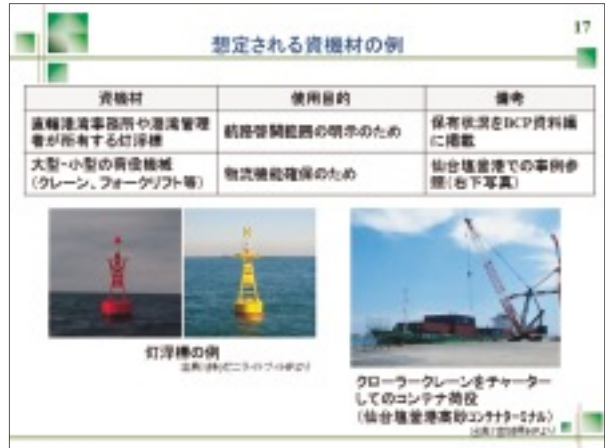 17
想定される資機材の例
資機材
使用目的
備考
直轄港湾事務所や港湾管理
者が所有する灯浮標
航路啓開範囲の明示のため
保有状況をBCP資料編
に掲載
大型・小型の荷役機械
(クレーン、フォークリフト等)
物流機能確保のため
仙台塩釜港での事例参
照(右下写真)
灯浮標の例
クローラークレーンをチャーター
してのコンテナ荷役
(仙台塩釜港高砂コンテナターミナル)